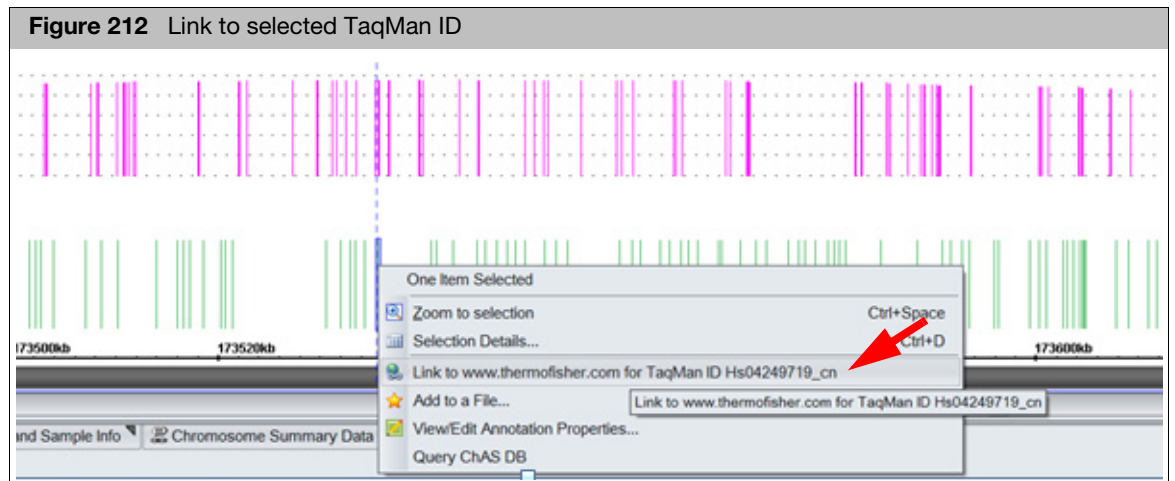 Figure 212 Link to selected TaqMan ID
One Item Selected
Zoom to selection Ctrl+Space
Selection Details... Ctrl+D
173500kb 173520kb 173600kb
Link to www.thermofisher.com for TaqMan ID Hs04249719_cn
Add to a File... Link to www.thermofisher.com for TaqMan ID Hs04249719_cn
and Sample Info Chromosome Summary Data View/Edit Annotation Properties...
Query ChAS DB